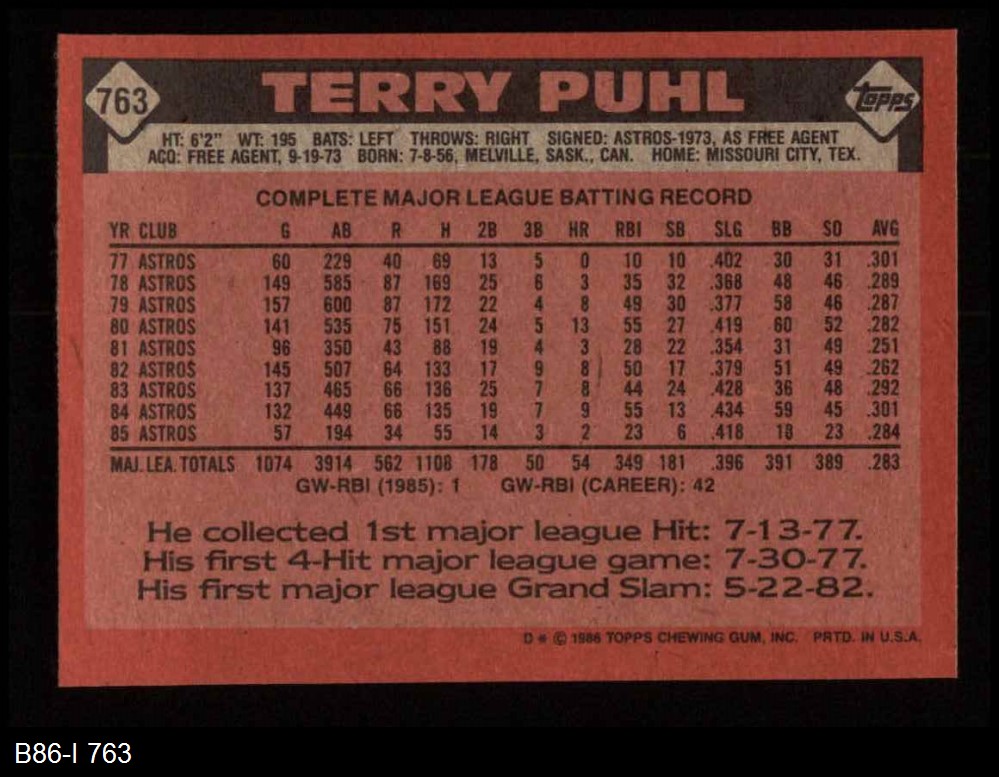 763 TERRY PUHL topps
HT: 6'2" WT: 195 BATS: LEFT THROWS: RIGHT SIGNED: ASTROS-1973, AS FREE AGENT
ACQ: FREE AGENT, 9-19-73 BORN: 7-8-56, MELVILLE, SASK., CAN. HOME: MISSOURI CITY, TEX.
COMPLETE MAJOR LEAGUE BATTING RECORD
YR CLUB G AB R H 2B 3B HR RBI SB SLG BB SO AVG
77 ASTROS 60 229 40 69 13 5 0 10 10 .402 30 31 .301
78 ASTROS 149 585 87 169 25 6 3 35 32 .368 48 46 .289
79 ASTROS 157 600 87 172 22 4 8 49 30 .377 58 46 .287
80 ASTROS 141 535 75 151 24 5 13 55 27 .419 60 52 .282
81 ASTROS 96 350 43 88 19 4 3 28 22 .354 31 49 .251
82 ASTROS 145 507 64 133 17 9 8 50 17 .379 51 49 .262
83 ASTROS 137 465 66 136 25 7 8 44 24 .428 36 48 .292
84 ASTROS 132 449 66 135 19 7 9 55 13 .434 59 45 .301
85 ASTROS 57 194 34 55 14 3 2 23 6 .418 18 23 .284
MAJ. LEA. TOTALS 1074 3914 562 1108 178 50 54 349 181 .396 391 389 .283
GW-RBI (1985): 1 GW-RBI (CAREER): 42
He collected 1st major league Hit: 7-13-77.
His first 4-Hit major league game: 7-30-77.
His first major league Grand Slam: 5-22-82.
D * © 1986 TOPPS CHEWING GUM, INC. PRTD. IN U.S.A.
B86-I 763